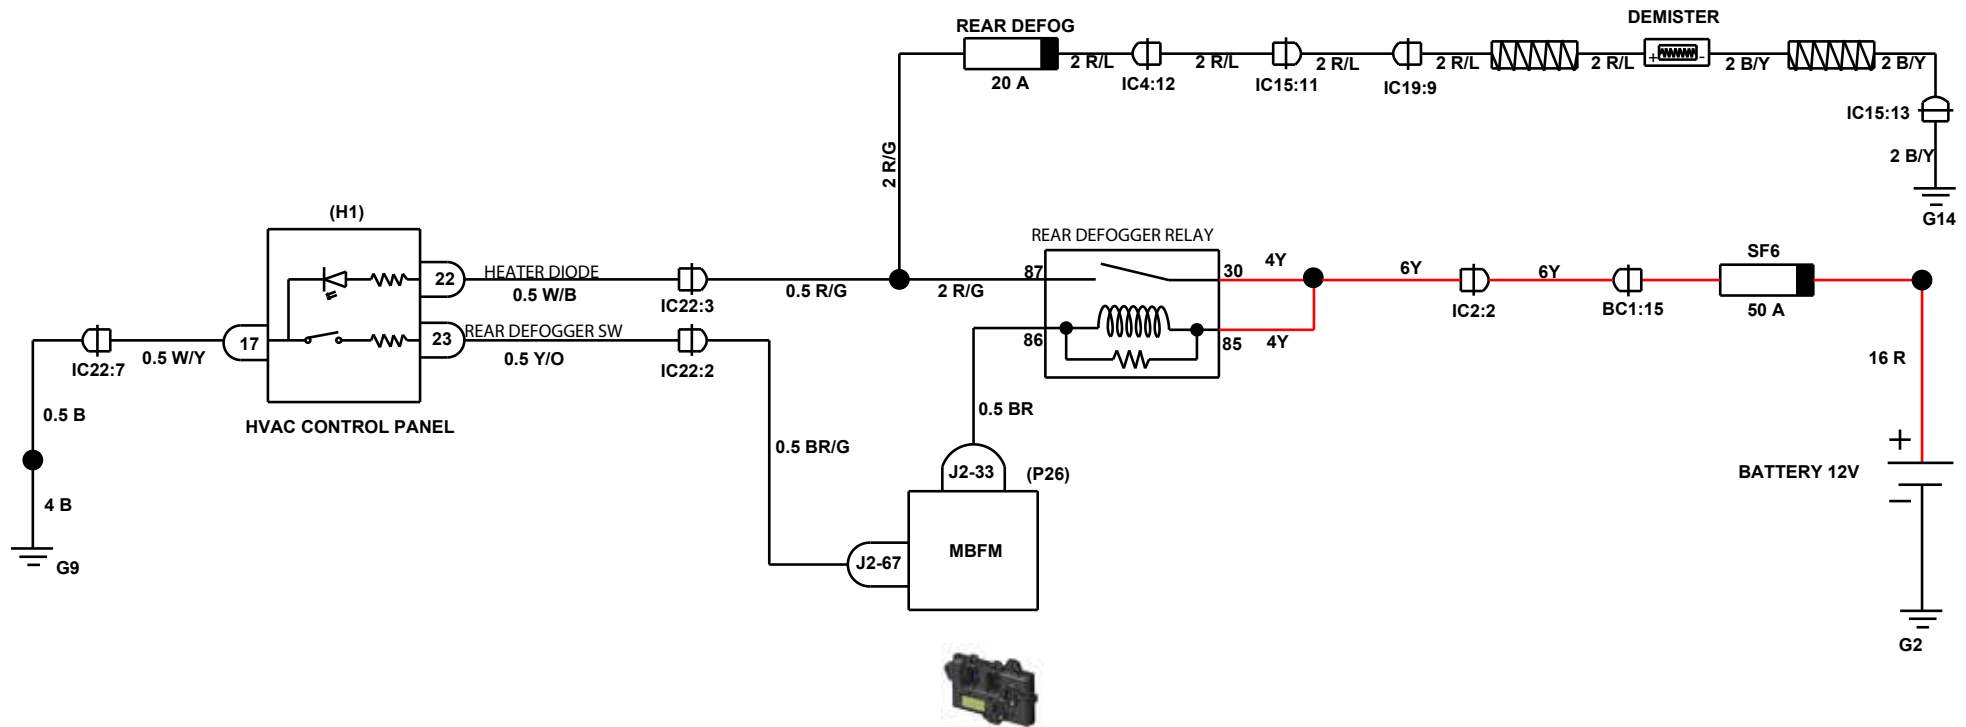 REAR DEFOG
DEMISTER
20 A
2 R/L
IC4:12
2 R/L
IC15:11
2 R/L
IC19:9
2 R/L
2 R/L
+ -
2 B/Y
2 B/Y
IC15:13
2 B/Y
G14
2 R/G
(H1)
REAR DEFOGGER RELAY
22
HEATER DIODE
0.5 W/B
IC22:3
0.5 R/G
2 R/G
87
30
4Y
6Y
IC2:2
6Y
BC1:15
SF6
50 A
IC22:7
0.5 W/Y
17
23
REAR DEFOGGER SW
0.5 Y/O
IC22:2
86
85
4Y
16 R
0.5 B
HVAC CONTROL PANEL
0.5 BR/G
0.5 BR
J2-33
(P26)
+
BATTERY 12V
−
4 B
G9
J2-67
MBFM
G2